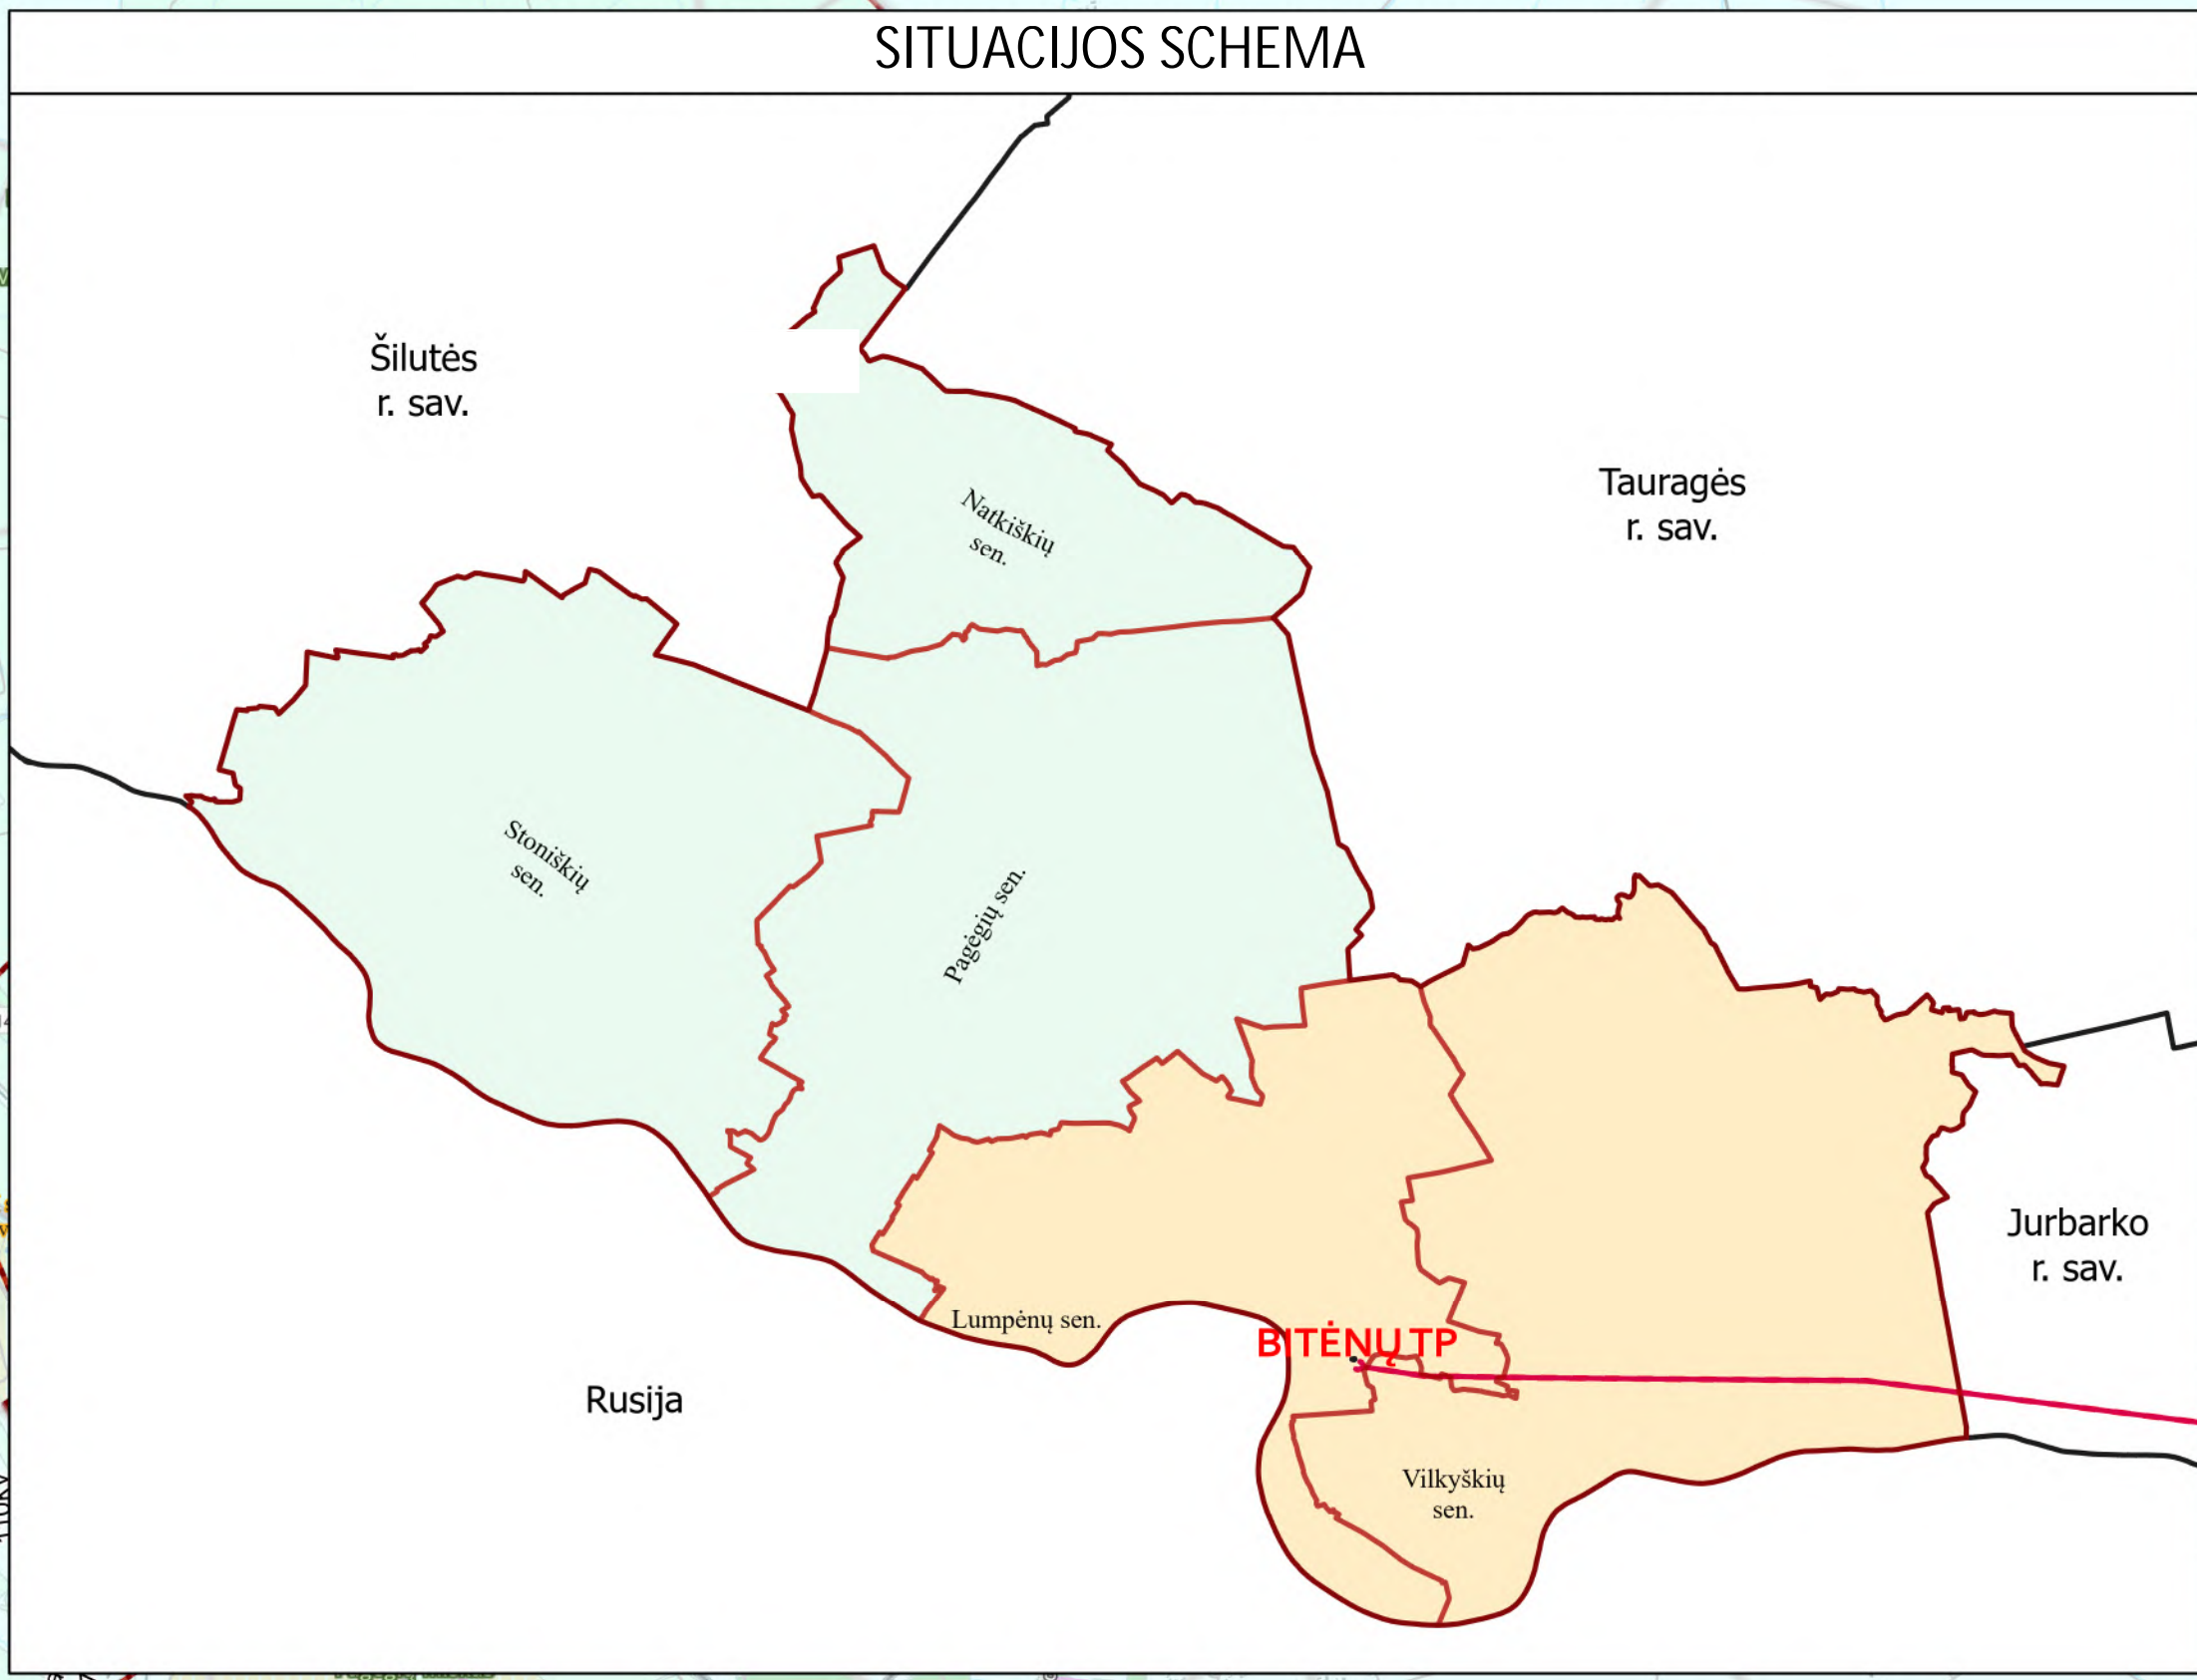 SITUACIJOS SCHEMA
Šilutės
r. sav.
Tauragės
r. sav.
Natkiškių
sen.
Stoniškių
sen.
Pagėgių sen.
Jurbarko
r. sav.
Lumpėnų sen.
BITĖNŲ TP
Rusija
Vilkyškių
sen.